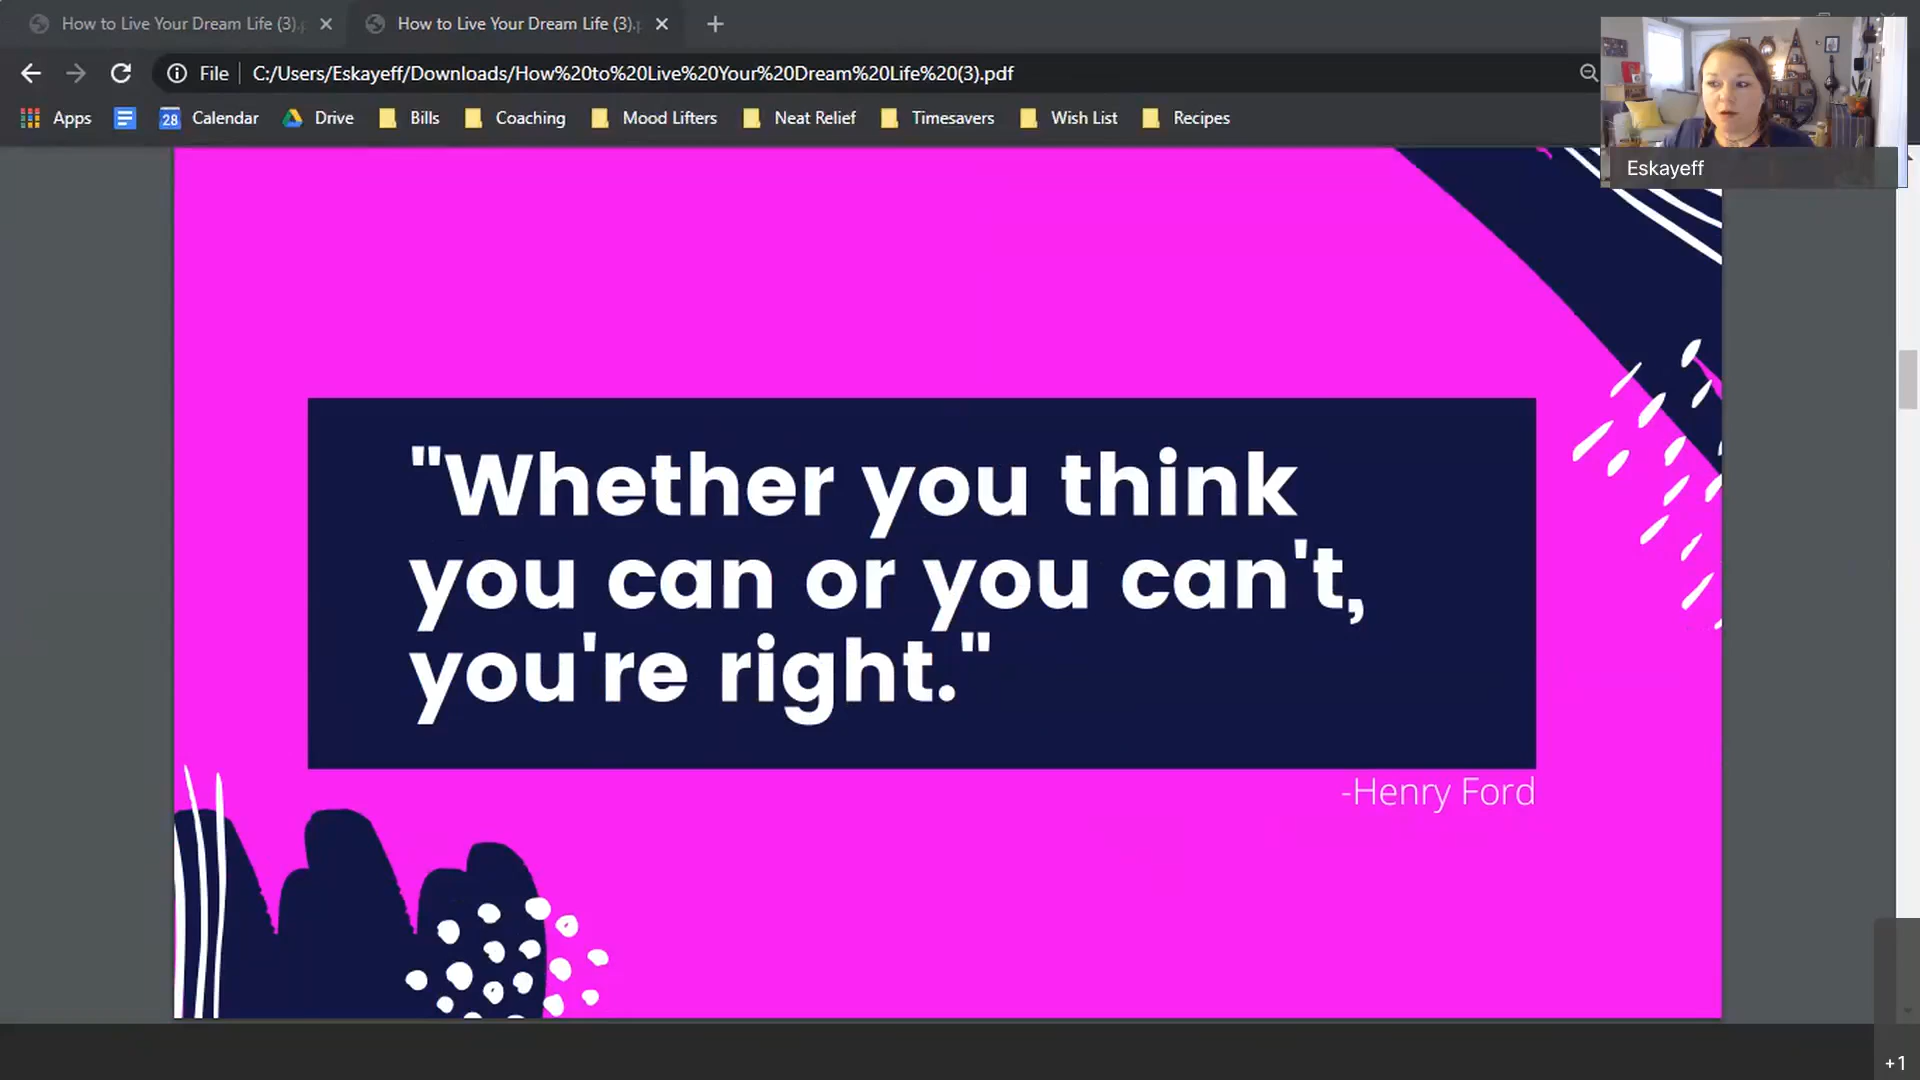 How to Live Your Dream Life (3).p
How to Live Your Dream Life (3).p
File
C:/Users/Eskayeff/Downloads/How%20to%20Live%20Your%20Dream%20Life%20(3).pdf
Apps
28
Calendar
Drive
Bills
Coaching
Mood Lifters
Neat Relief
Timesavers
Wish List
Recipes
Eskayeff
"Whether you think
you can or you can't,
you're right."
-Henry Ford
+1